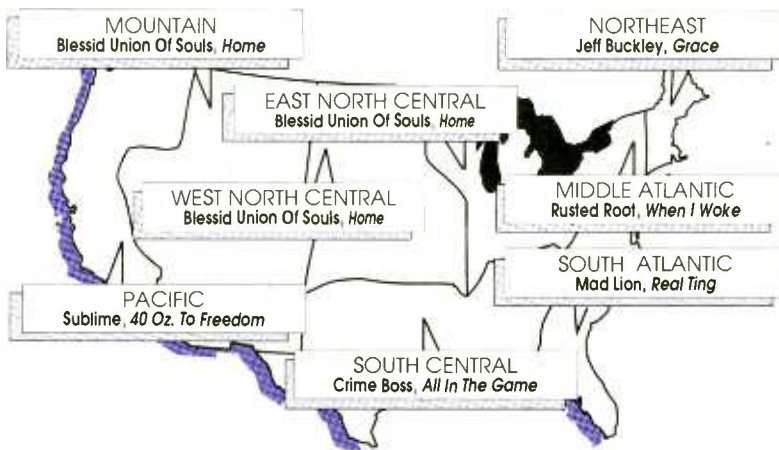 MOUNTAIN
Blessid Union Of Souls, Home
NORTHEAST
Jeff Buckley, Grace
EAST NORTH CENTRAL
Blessid Union Of Souls, Home
WEST NORTH CENTRAL
Blessid Union Of Souls, Home
MIDDLE ATLANTIC
Rusted Root, When I Woke
SOUTH ATLANTIC
Mad Lion, Real Ting
PACIFIC
Sublime, 40 Oz. To Freedom
SOUTH CENTRAL
Crime Boss, All In The Game